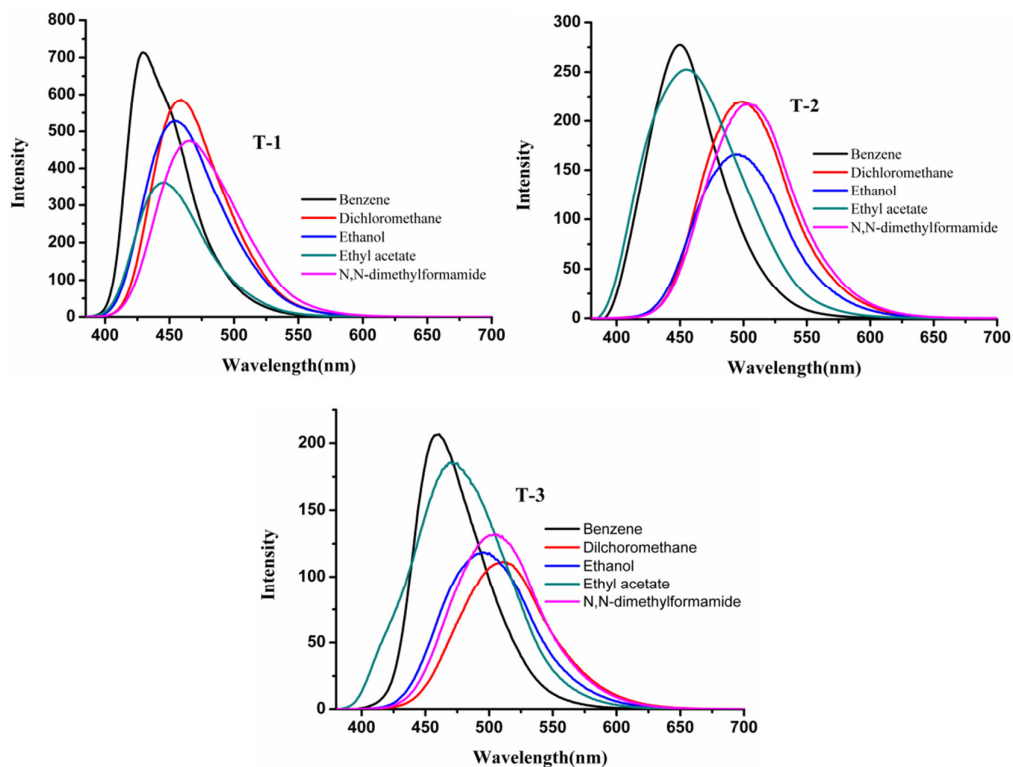 800
700
600
500
400
300
200
100
0
Intensity
T-1
Benzene
Dichloromethane
Ethanol
Ethyl acetate
N,N-dimethylformamide
400 450 500 550 600 650 700
Wavelength(nm)
300
250
200
150
100
50
0
Intensity
T-2
Benzene
Dichloromethane
Ethanol
Ethyl acetate
N,N-dimethylformamide
400 450 500 550 600 650 700
Wavelength(nm)
200
150
100
50
0
Intensity
T-3
Benzene
Dilchoromethane
Ethanol
Ethyl acetate
N,N-dimethylformamide
400 450 500 550 600 650 700
Wavelength(nm)